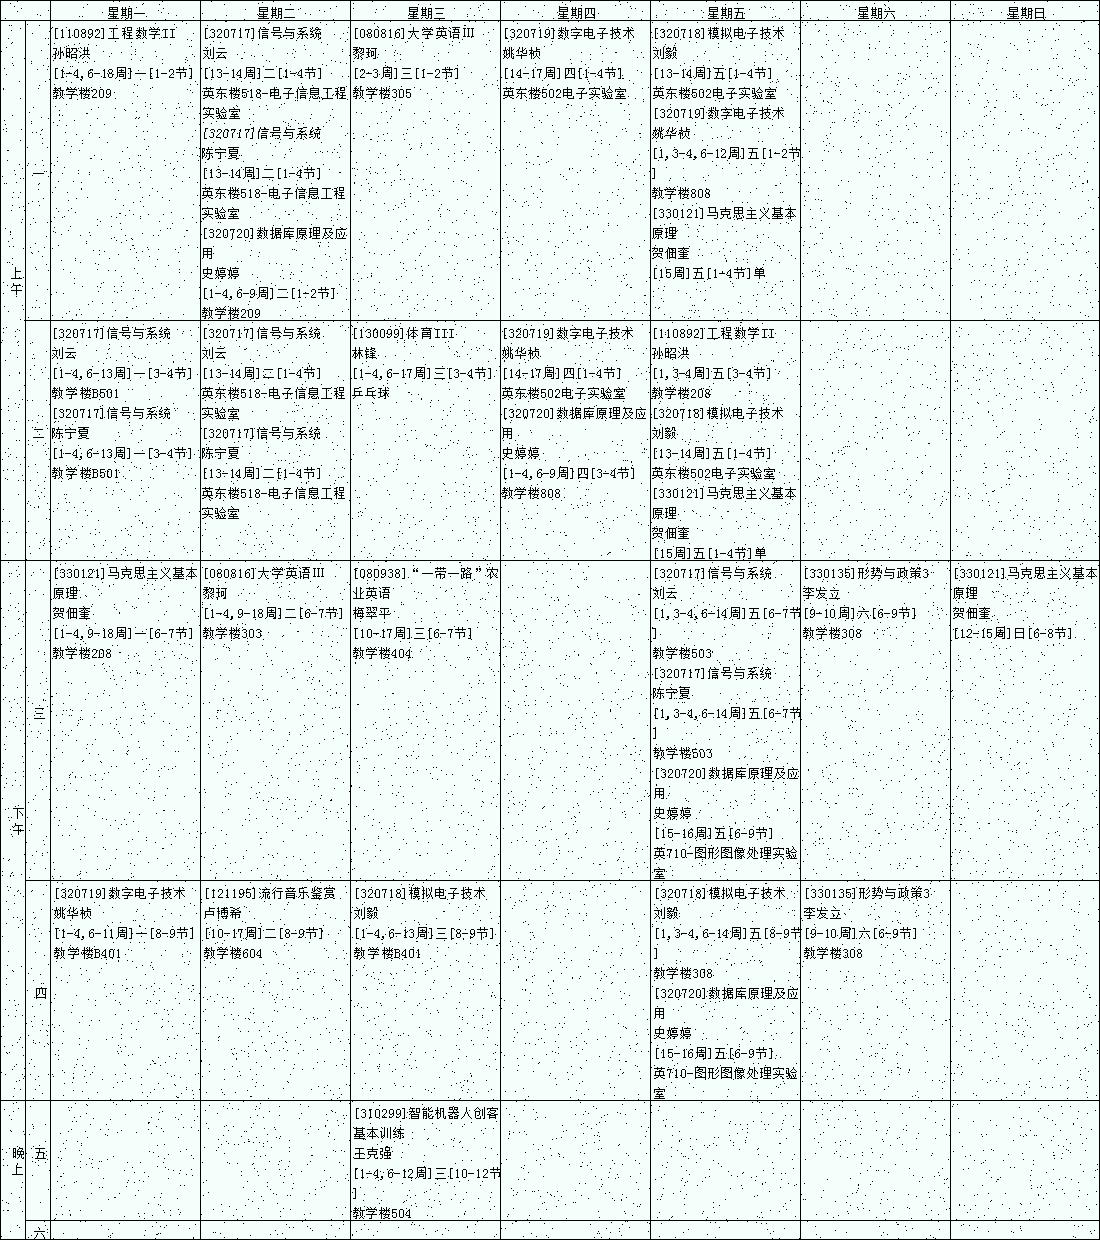 星期一
星期二
星期三
星期四
星期五
星期六
星期日
上午
一
[110892]工程数学II
孙昭洪
[1-4,6-18周]一[1-2节]
教学楼209
[320717]信号与系统
刘云
[13-14周]二[1-4节]
英东楼518-电子信息工程
实验室
[320717]信号与系统
陈宁夏
[13-14周]二[1-4节]
英东楼518-电子信息工程
实验室
[320720]数据库原理及应
用
史婷婷
[1-4,6-9周]二[1-2节]
教学楼209
[080816]大学英语III
黎珂
[2-3周]三[1-2节]
教学楼305
[320719]数字电子技术
姚华桢
[14-17周]四[1-4节]
英东楼502电子实验室
[320718]模拟电子技术
刘毅
[13-14周]五[1-4节]
英东楼502电子实验室
[320719]数字电子技术
姚华桢
[1,3-4,6-12周]五[1-2节
]
教学楼808
[330121]马克思主义基本
原理
贺佃奎
[15周]五[1-4节]单
二
[320717]信号与系统
刘云
[1-4,6-13周]一[3-4节]
教学楼B501
[320717]信号与系统
陈宁夏
[1-4,6-13周]一[3-4节]
教学楼B501
[320717]信号与系统
刘云
[13-14周]二[1-4节]
英东楼518-电子信息工程
实验室
[320717]信号与系统
陈宁夏
[13-14周]二[1-4节]
英东楼518-电子信息工程
实验室
[130099]体育III
林锋
[1-4,6-17周]三[3-4节]
乒乓球
[320719]数字电子技术
姚华桢
[14-17周]四[1-4节]
英东楼502电子实验室
[320720]数据库原理及应
用
史婷婷
[1-4,6-9周]四[3-4节]
教学楼808
[110892]工程数学II
孙昭洪
[1,3-4周]五[3-4节]
教学楼208
[320718]模拟电子技术
刘毅
[13-14周]五[1-4节]
英东楼502电子实验室
[330121]马克思主义基本
原理
贺佃奎
[15周]五[1-4节]单
下午
三
[330121]马克思主义基本
原理
贺佃奎
[1-4,9-18周]一[6-7节]
教学楼208
[080816]大学英语III
黎珂
[1-4,9-18周]二[6-7节]
教学楼303
[080938]“一带一路”农
业英语
梅翠平
[10-17周]三[6-7节]
教学楼404
[320717]信号与系统
刘云
[1,3-4,6-14周]五[6-7节
]
教学楼503
[320717]信号与系统
陈宁夏
[1,3-4,6-14周]五[6-7节
]
教学楼503
[320720]数据库原理及应
用
史婷婷
[15-16周]五[6-9节]
英710-图形图像处理实验
室
[330135]形势与政策3
李发立
[9-10周]六[6-9节]
教学楼308
[330121]马克思主义基本
原理
贺佃奎
[12-15周]日[6-8节]
四
[320719]数字电子技术
姚华桢
[1-4,6-11周]一[8-9节]
教学楼B401
[121195]流行音乐鉴赏
卢博希
[10-17周]二[8-9节]
教学楼604
[320718]模拟电子技术
刘毅
[1-4,6-13周]三[8-9节]
教学楼B401
[320718]模拟电子技术
刘毅
[1,3-4,6-14周]五[8-9节
]
教学楼308
[320720]数据库原理及应
用
史婷婷
[15-16周]五[6-9节]
英710-图形图像处理实验
室
[330135]形势与政策3
李发立
[9-10周]六[6-9节]
教学楼308
晚上
五
[310299]智能机器人创客
基本训练
王克强
[1-4,6-12周]三[10-12节
]
教学楼504
六